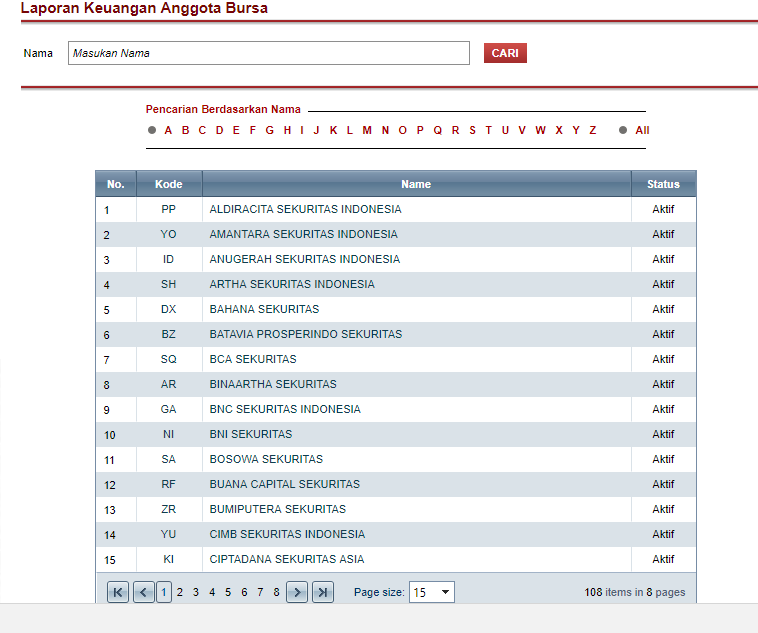 Laporan Keuangan Anggota Bursa
Nama Masukan Nama CARI
Pencarian Berdasarkan Nama
A B C D E F G H I J K L M N O P Q R S T U V W X Y Z All
No. Kode Name Status
1 PP ALDIRACITA SEKURITAS INDONESIA Aktif
2 YO AMANTARA SEKURITAS INDONESIA Aktif
3 ID ANUGERAH SEKURITAS INDONESIA Aktif
4 SH ARTHA SEKURITAS INDONESIA Aktif
5 DX BAHANA SEKURITAS Aktif
6 BZ BATAVIA PROSPERINDO SEKURITAS Aktif
7 SQ BCA SEKURITAS Aktif
8 AR BINAARTHA SEKURITAS Aktif
9 GA BNC SEKURITAS INDONESIA Aktif
10 NI BNI SEKURITAS Aktif
11 SA BOSOWA SEKURITAS Aktif
12 RF BUANA CAPITAL SEKURITAS Aktif
13 ZR BUMIPUTERA SEKURITAS Aktif
14 YU CIMB SEKURITAS INDONESIA Aktif
15 KI CIPTADANA SEKURITAS ASIA Aktif
1 2 3 4 5 6 7 8 Page size: 15 108 items in 8 pages